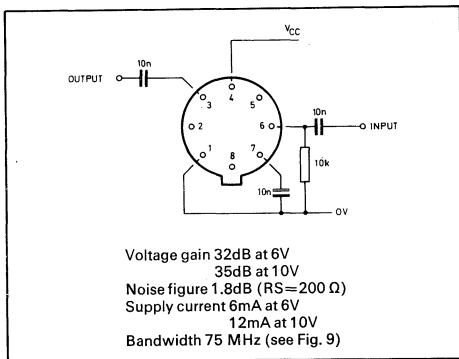 VCC
10n
OUTPUT
4
3
5
10n
2
6
INPUT
1
7
10k
8
10n
0V
Voltage gain 32dB at 6V
35dB at 10V
Noise figure 1.8dB (RS=200 Ω)
Supply current 6mA at 6V
12mA at 10V
Bandwidth 75 MHz (see Fig. 9)